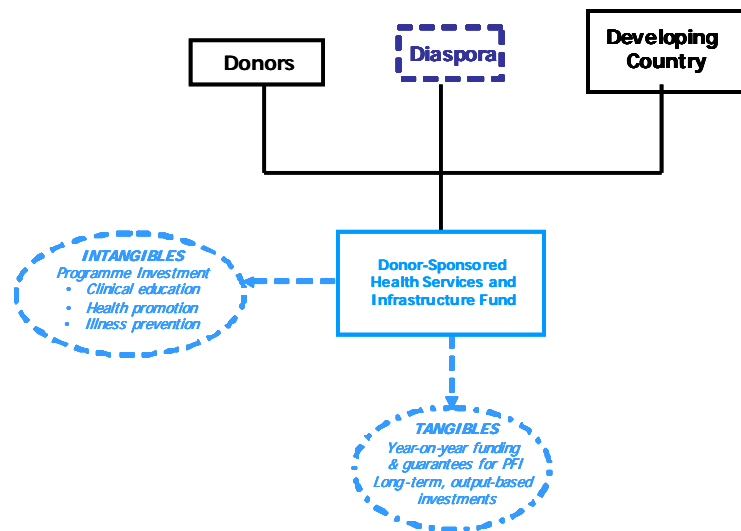 Donors
Diaspora
Developing
Country
INTANGIBLES
Programme Investment
• Clinical education
• Health promotion
• Illness prevention
Donor-Sponsored
Health Services and
Infrastructure Fund
TANGIBLES
Year-on-year funding
& guarantees for PFI
Long-term, output-based
investments